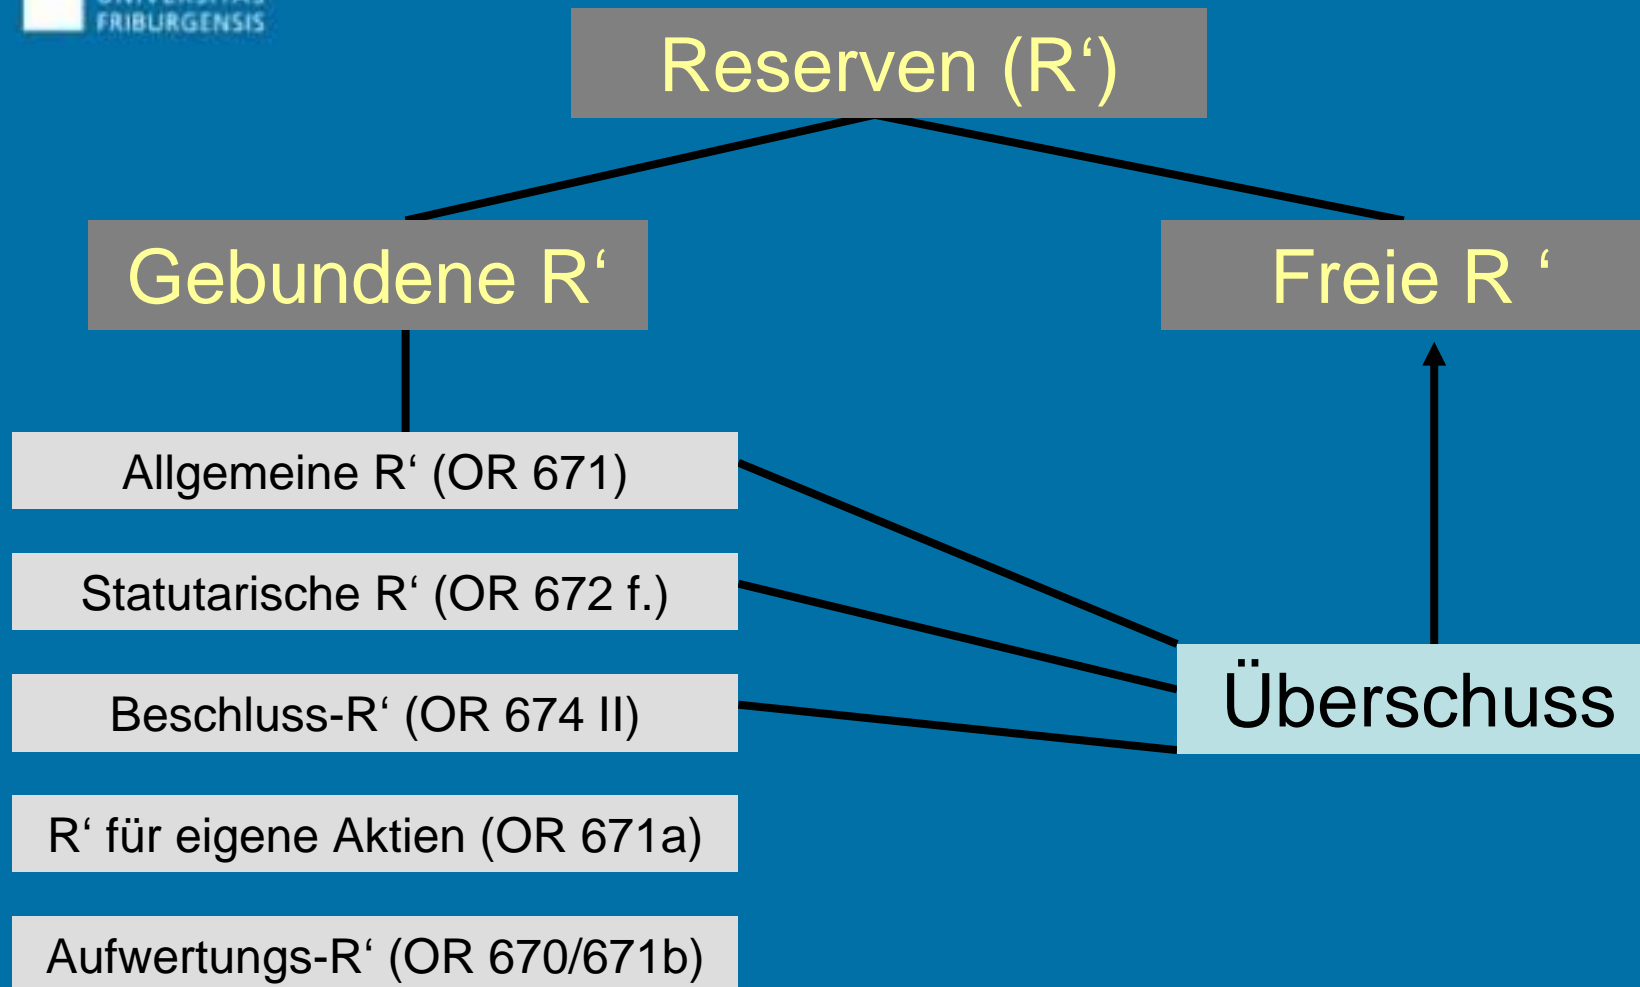 FRIBURGENSIS
Reserven (R‘)
Gebundene R‘
Freie R ‘
Allgemeine R‘ (OR 671)
Statutarische R‘ (OR 672 f.)
Beschluss-R‘ (OR 674 II)
Überschuss
R‘ für eigene Aktien (OR 671a)
Aufwertungs-R‘ (OR 670/671b)